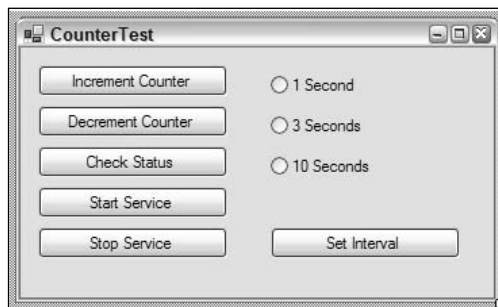 CounterTest
Increment Counter
1 Second
Decrement Counter
3 Seconds
Check Status
10 Seconds
Start Service
Stop Service
Set Interval